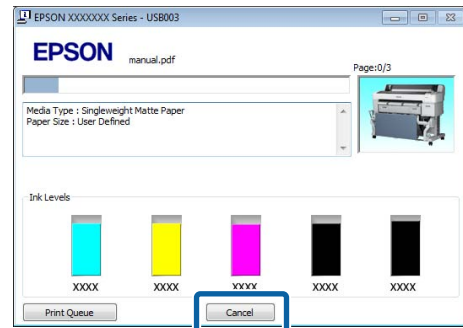 EPSON XXXXXXX Series - USB003
EPSON
manual.pdf
Page:0/3
Media Type : Singleweight Matte Paper
Paper Size : User Defined
Ink Levels
XXXX XXXX XXXX XXXX XXXX
Print Queue
Cancel